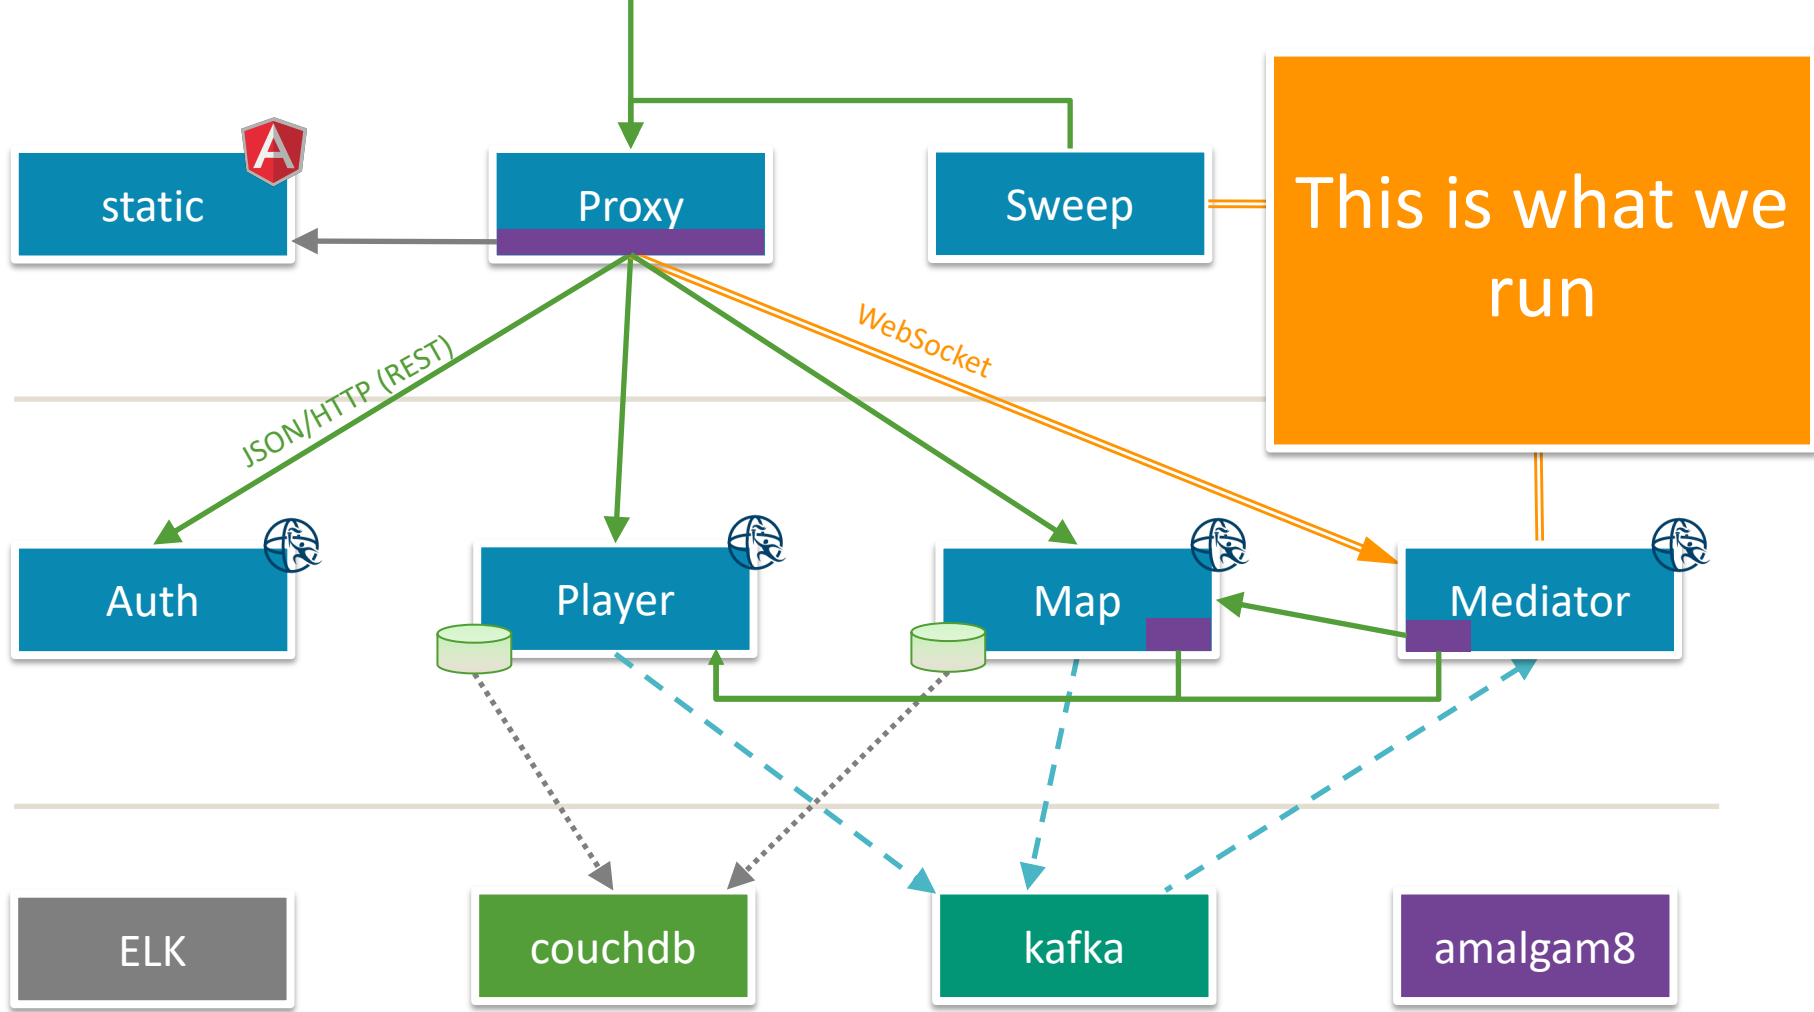 static
A
Proxy
Sweep
This is what we
run
WebSocket
JSON/HTTP (REST)
Auth
Player
Map
Mediator
ELK
couchdb
kafka
amalgam8